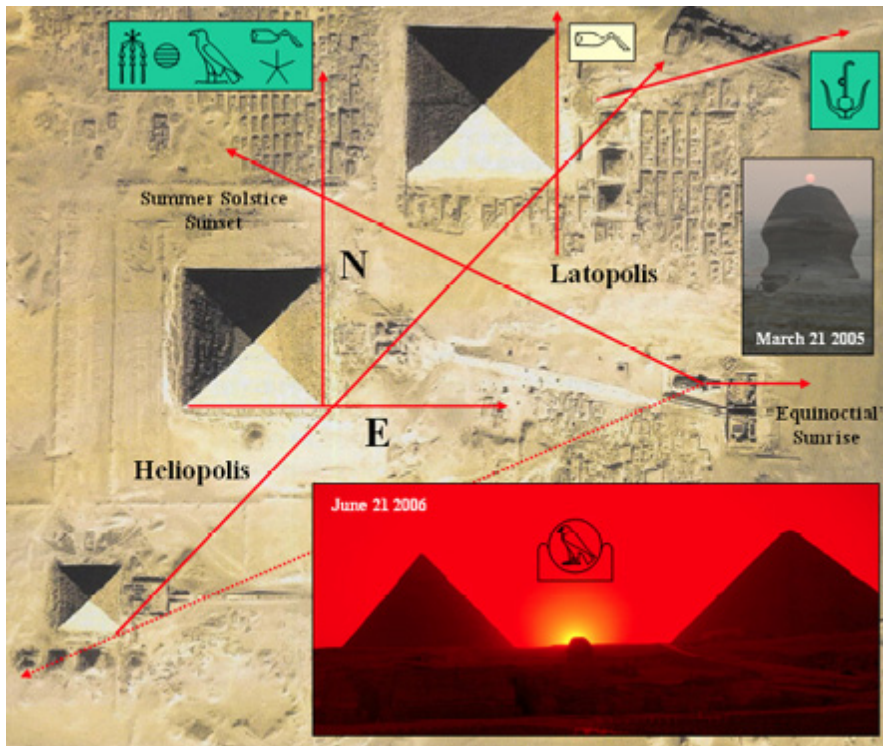 Summer Solstice
Sunset
N
Latopolis
March 21 2005
"Equinoctial"
Sunrise
E
Heliopolis
June 21 2006